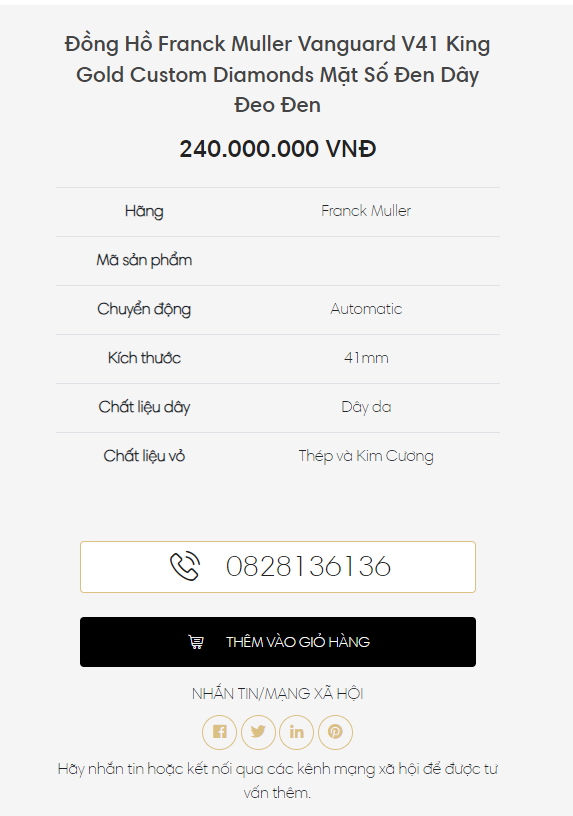 Đồng Hồ Franck Muller Vanguard V41 King
Gold Custom Diamonds Mặt Số Đen Dây
Đeo Đen
240.000.000 VNĐ
Hãng Franck Muller
Mã sản phẩm
Chuyển động Automatic
Kích thước 41mm
Chất liệu dây Dây da
Chất liệu vỏ Thép và Kim Cương
0828136136
THÊM VÀO GIỎ HÀNG
NHẮN TIN/MẠNG XÃ HỘI
Hãy nhắn tin hoặc kết nối qua các kênh mạng xã hội để được tư
vấn thêm.